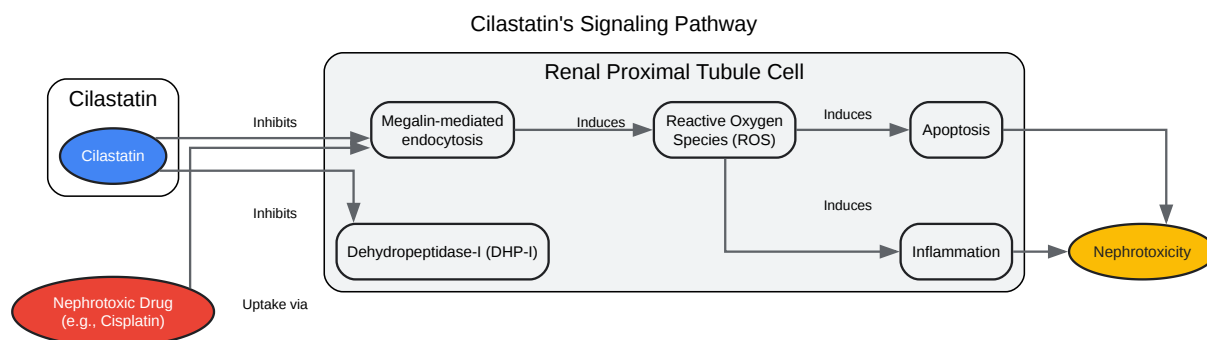 Cilastatin's Signaling Pathway
Renal Proximal Tubule Cell
Cilastatin
Cilastatin
Inhibits
Megalin-mediated
endocytosis
Induces
Reactive Oxygen
Species (ROS)
Induces
Apoptosis
Inhibits
Induces
Dehydropeptidase-I (DHP-I)
Inflammation
Nephrotoxicity
Nephrotoxic Drug
(e.g., Cisplatin)
Uptake via